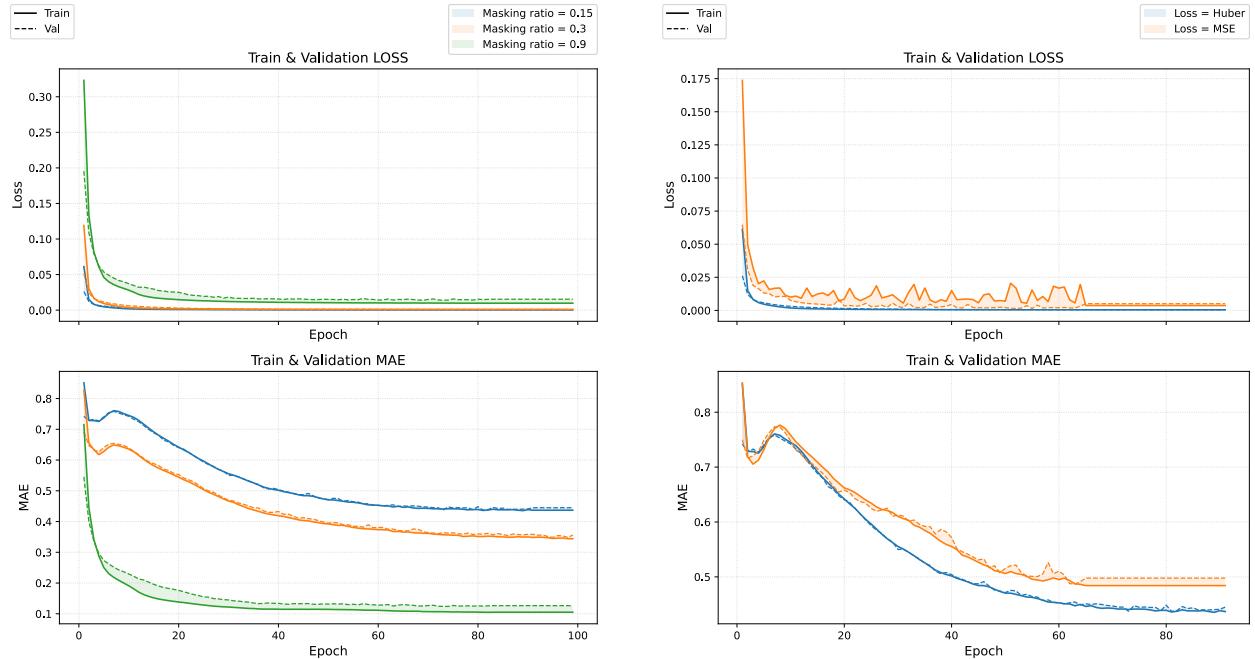 Train
Val
Masking ratio = 0.15
Masking ratio = 0.3
Masking ratio = 0.9
Train & Validation LOSS
Loss
0.30
0.25
0.20
0.15
0.10
0.05
0.00
Epoch
Train & Validation MAE
MAE
0.8
0.7
0.6
0.5
0.4
0.3
0.2
0.1
0
20
40
60
80
100
Epoch
Train
Val
Loss = Huber
Loss = MSE
Train & Validation LOSS
Loss
0.175
0.150
0.125
0.100
0.075
0.050
0.025
0.000
Epoch
Train & Validation MAE
MAE
0.8
0.7
0.6
0.5
0
20
40
60
80
Epoch